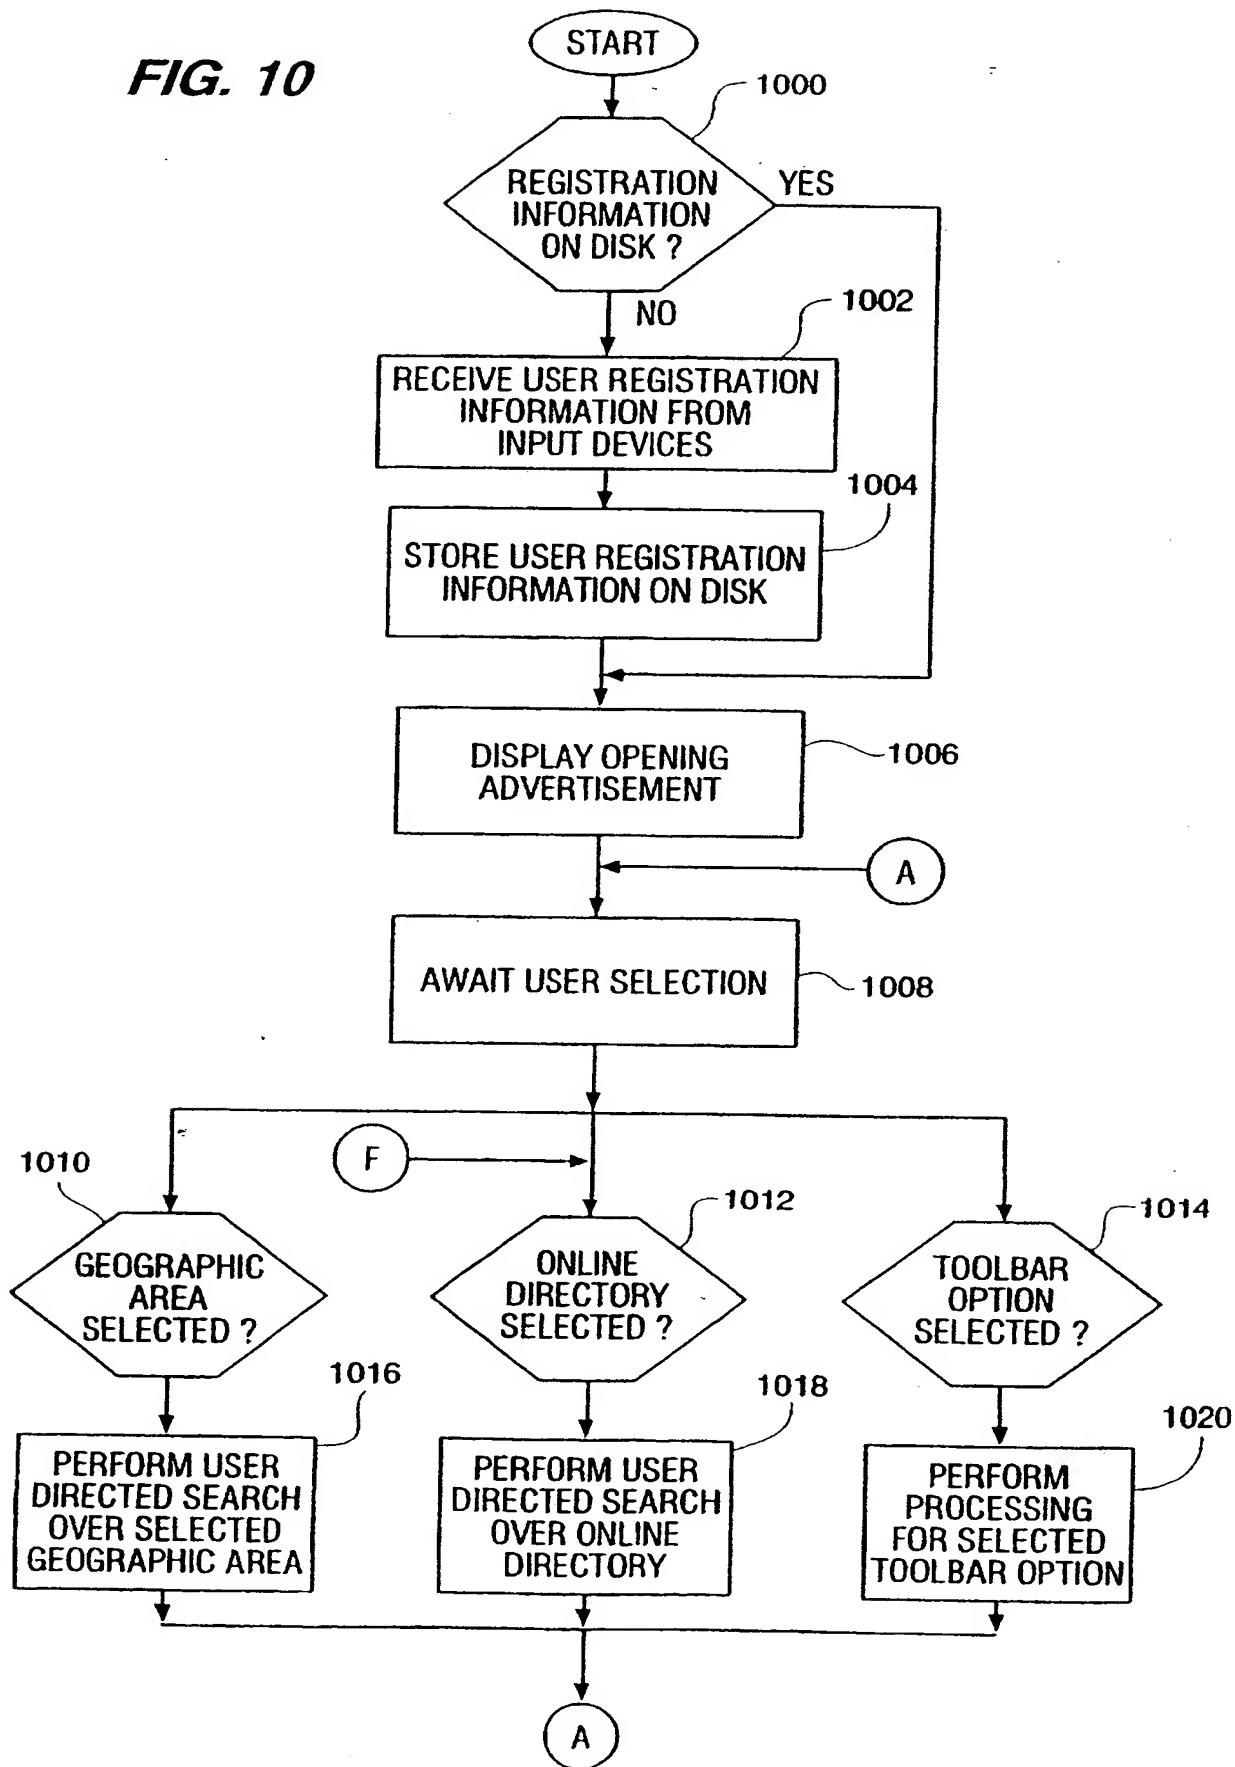 START
FIG. 10
1000
REGISTRATION
INFORMATION
ON DISK ?
YES
NO
1002
RECEIVE USER REGISTRATION
INFORMATION FROM
INPUT DEVICES
1004
STORE USER REGISTRATION
INFORMATION ON DISK
DISPLAY OPENING
ADVERTISEMENT
1006
A
AWAIT USER SELECTION
1008
F
1010
GEOGRAPHIC
AREA
SELECTED ?
1012
ONLINE
DIRECTORY
SELECTED ?
1014
TOOLBAR
OPTION
SELECTED ?
1016
PERFORM USER
DIRECTED SEARCH
OVER SELECTED
GEOGRAPHIC AREA
1018
PERFORM USER
DIRECTED SEARCH
OVER ONLINE
DIRECTORY
1020
PERFORM
PROCESSING
FOR SELECTED
TOOLBAR OPTION
A